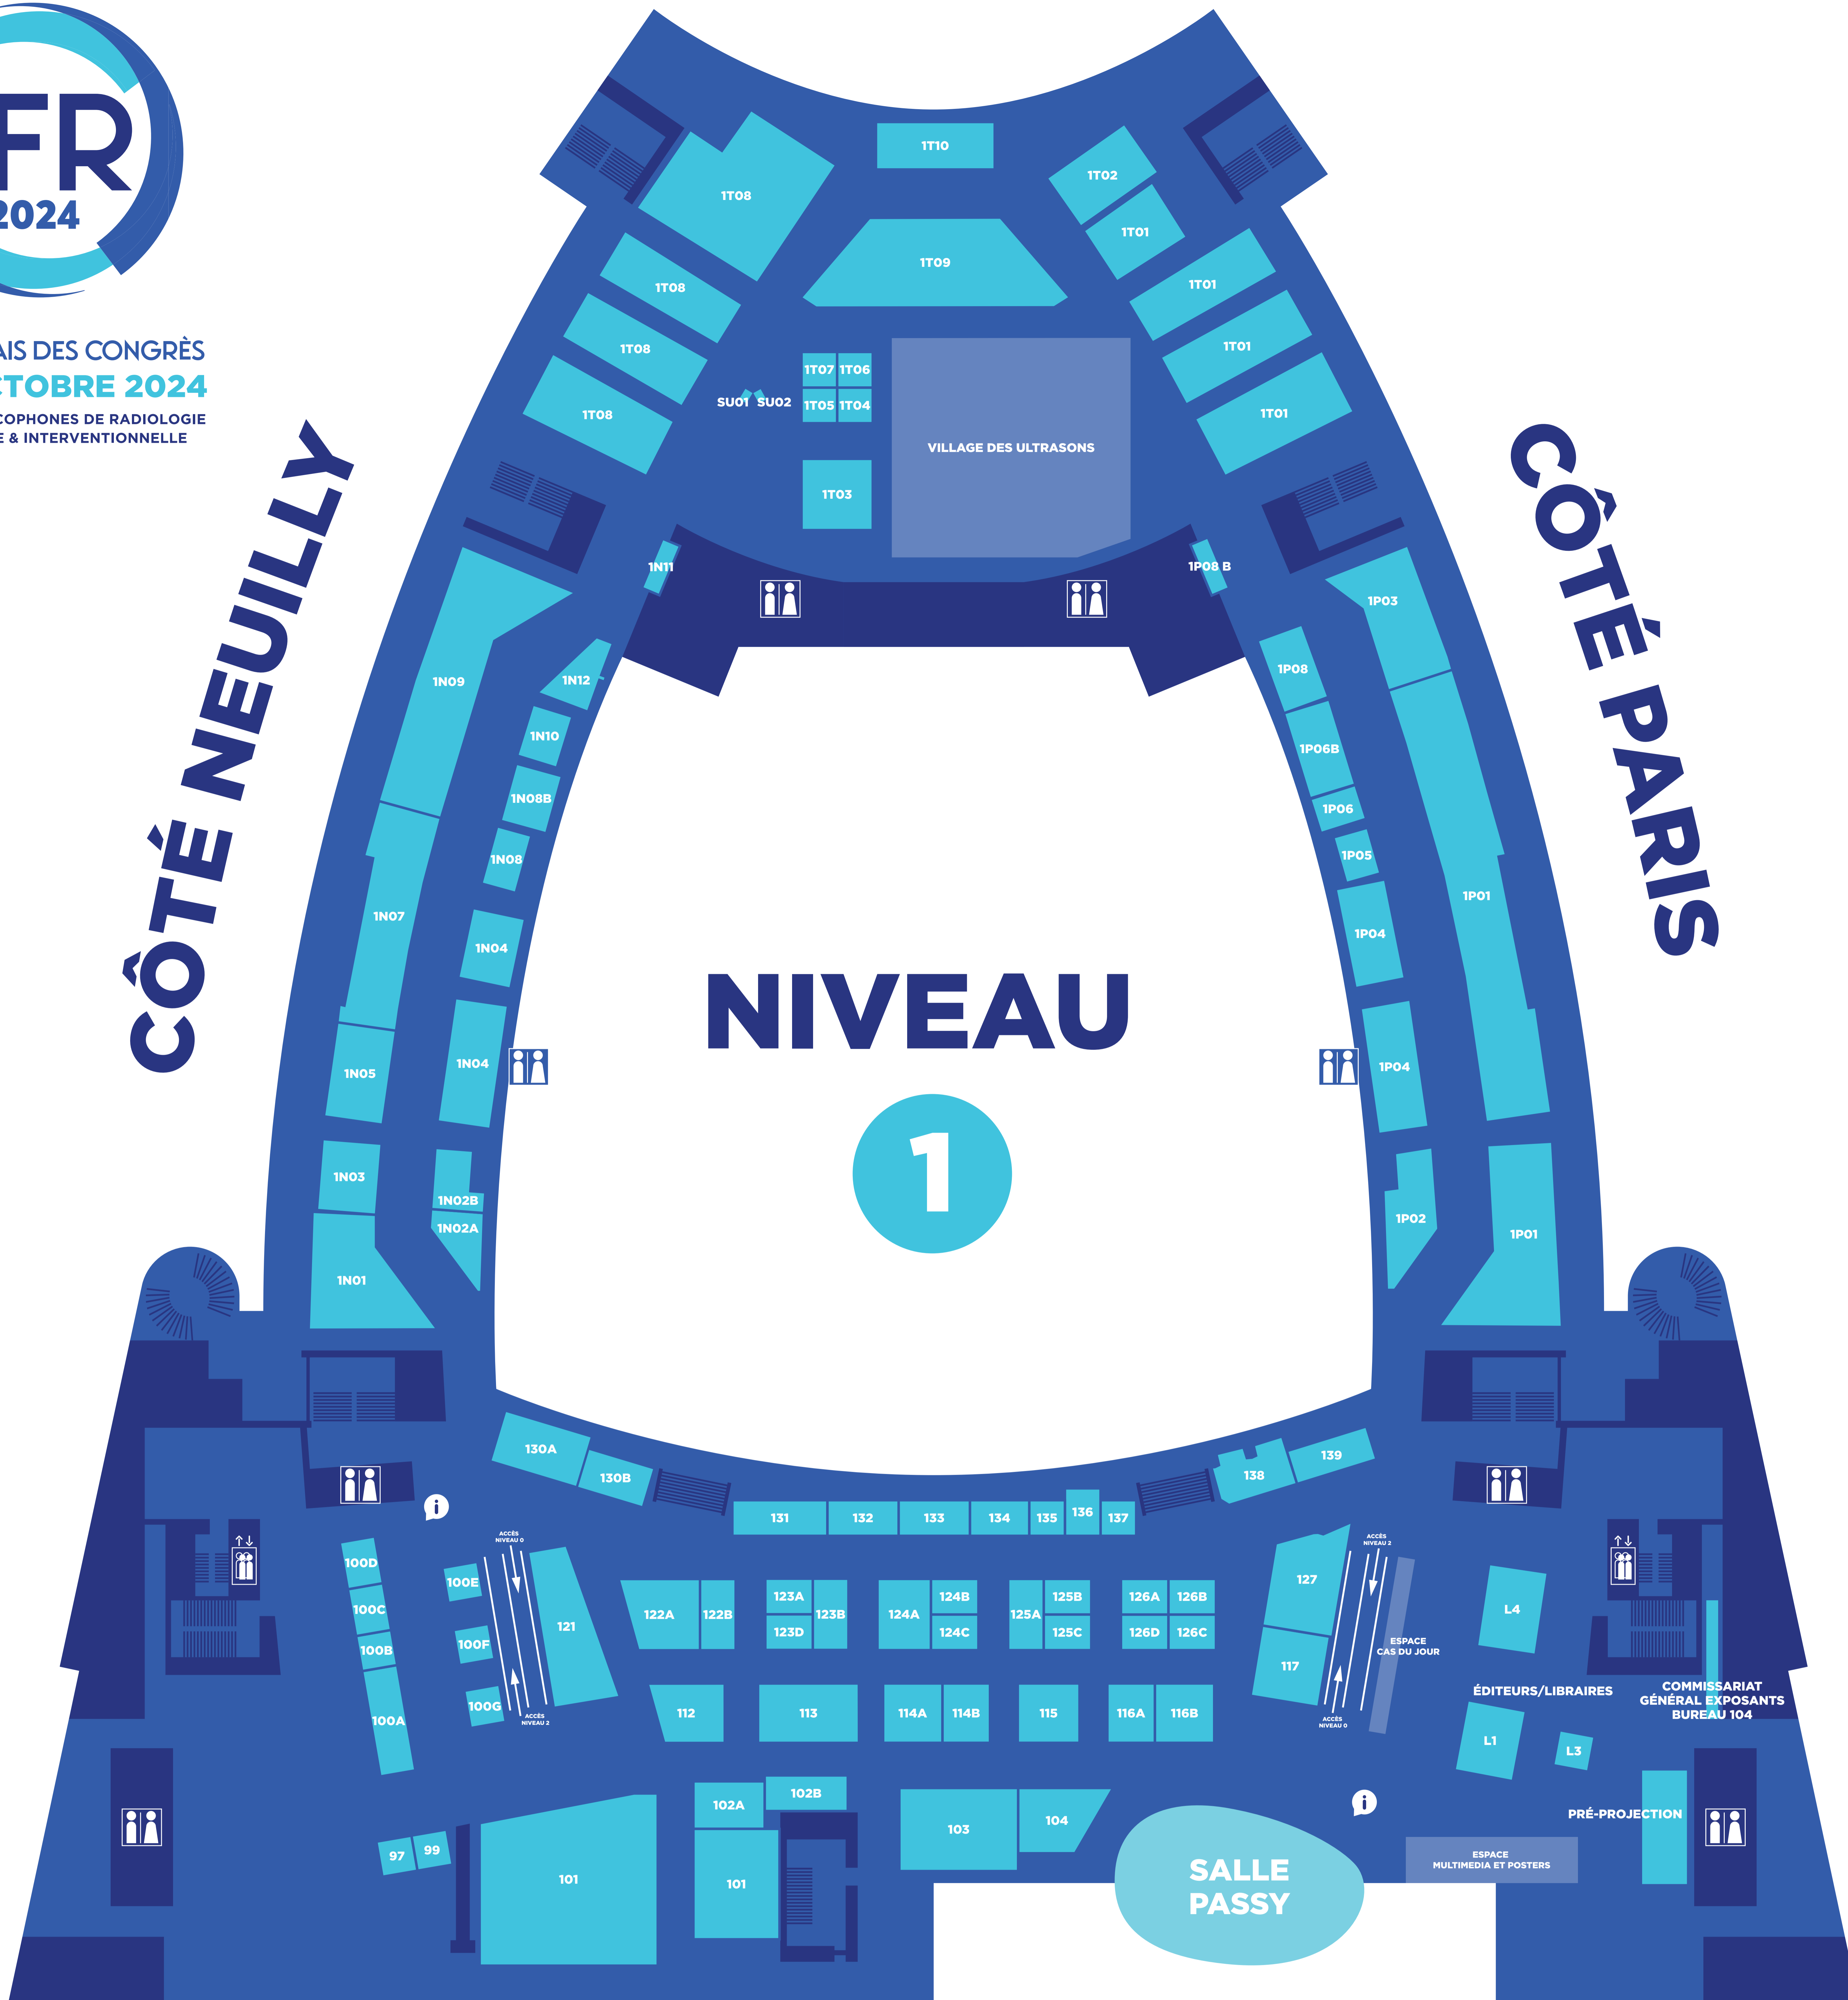 FR
2024
AIS DES CONGRÈS
CTOBRE 2024
COPHONES DE RADIOLOGIE
E & INTERVENTIONNELLE
CÔTÉ NEUILLY
CÔTÉ PARIS
NIVEAU
1
1T10
1T08
1T02
1T01
1T09
1T08
1T01
1T08
1T01
1T08
1T01
1T07
1T06
SU01
SU02
1T05
1T04
VILLAGE DES ULTRASONS
1T03
1N11
1P08 B
1P03
1N09
1N12
1P08
1N10
1P06B
1N08B
1P06
1N08
1P05
1N07
1P01
1N04
1P04
1N05
1N04
1P04
1N03
1N02B
1P02
1N02A
1P01
1N01
130A
130B
138
139
131
132
133
134
135
136
137
i
ACCÈS
NIVEAU 0
ACCÈS
NIVEAU 2
100D
100E
100C
100F
100B
100G
100A
121
ACCÈS
NIVEAU 2
122A
122B
123A
123B
123D
124A
124B
124C
125A
125B
125C
126A
126B
126D
126C
127
117
ACCÈS
NIVEAU 0
ESPACE
CAS DU JOUR
L4
ÉDITEURS/LIBRAIRES
COMMISSARIAT
GÉNÉRAL EXPOSANTS
BUREAU 104
112
113
114A
114B
115
116A
116B
L1
L3
102A
102B
103
104
i
PRÉ-PROJECTION
97
99
101
101
SALLE
PASSY
ESPACE
MULTIMEDIA ET POSTERS